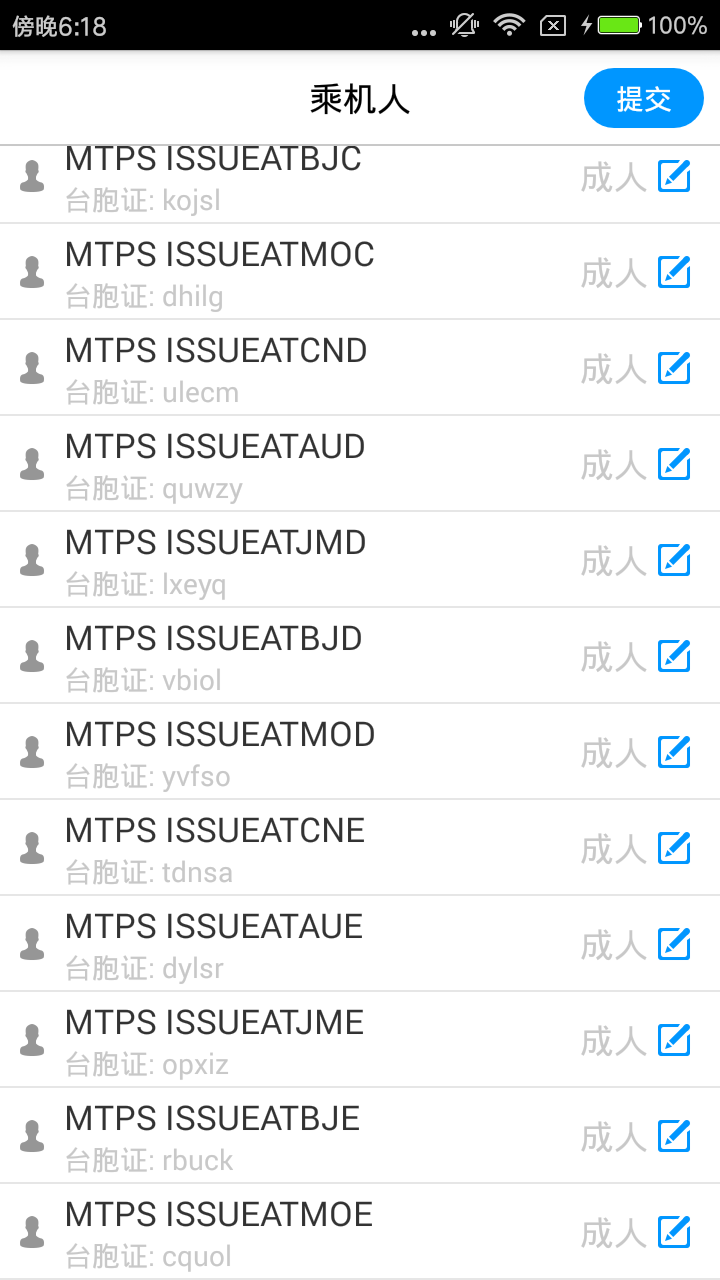 傍晚6:18
100%
乘机人
提交
MTPS ISSUEATBJC
台胞证: kojsl
成人
MTPS ISSUEATMOC
台胞证: dhilg
成人
MTPS ISSUEATCND
台胞证: ulecm
成人
MTPS ISSUEATAUD
台胞证: quwzy
成人
MTPS ISSUEATJMD
台胞证: lxeyq
成人
MTPS ISSUEATBJD
台胞证: vbiol
成人
MTPS ISSUEATMOD
台胞证: yvfso
成人
MTPS ISSUEATCNE
台胞证: tdnsa
成人
MTPS ISSUEATAUE
台胞证: dylsr
成人
MTPS ISSUEATJME
台胞证: opxiz
成人
MTPS ISSUEATBJE
台胞证: rbuck
成人
MTPS ISSUEATMOE
台胞证: cquol
成人